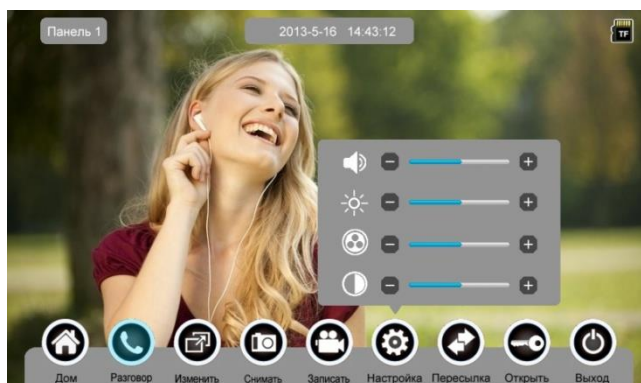 Панель 1
2013-5-16 14:43:12
TF
Дом Разговор Изменить Снимать Записать Настройка Пересылка Открыть Выход